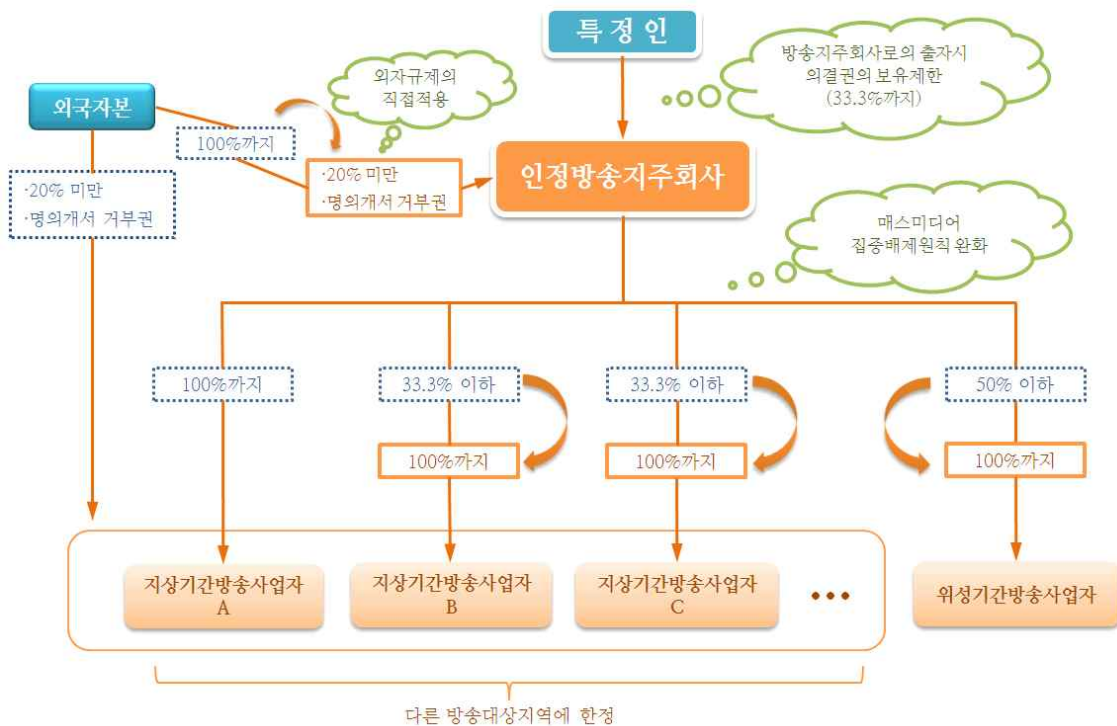 특 정 인
방송지주회사로의 출자시
의결권의 보유제한
(33.3%까지)
외자규제의
직접적용
외국자본
100%까지
인정방송지주회사
·20% 미만
·명의개서 거부권
·20% 미만
·명의개서 거부권
매스미디어
집중배제원칙 완화
100%까지
33.3% 이하
33.3% 이하
50% 이하
100%까지
100%까지
100%까지
지상기간방송사업자
A
지상기간방송사업자
B
지상기간방송사업자
C
•••
위성기간방송사업자
다른 방송대상지역에 한정